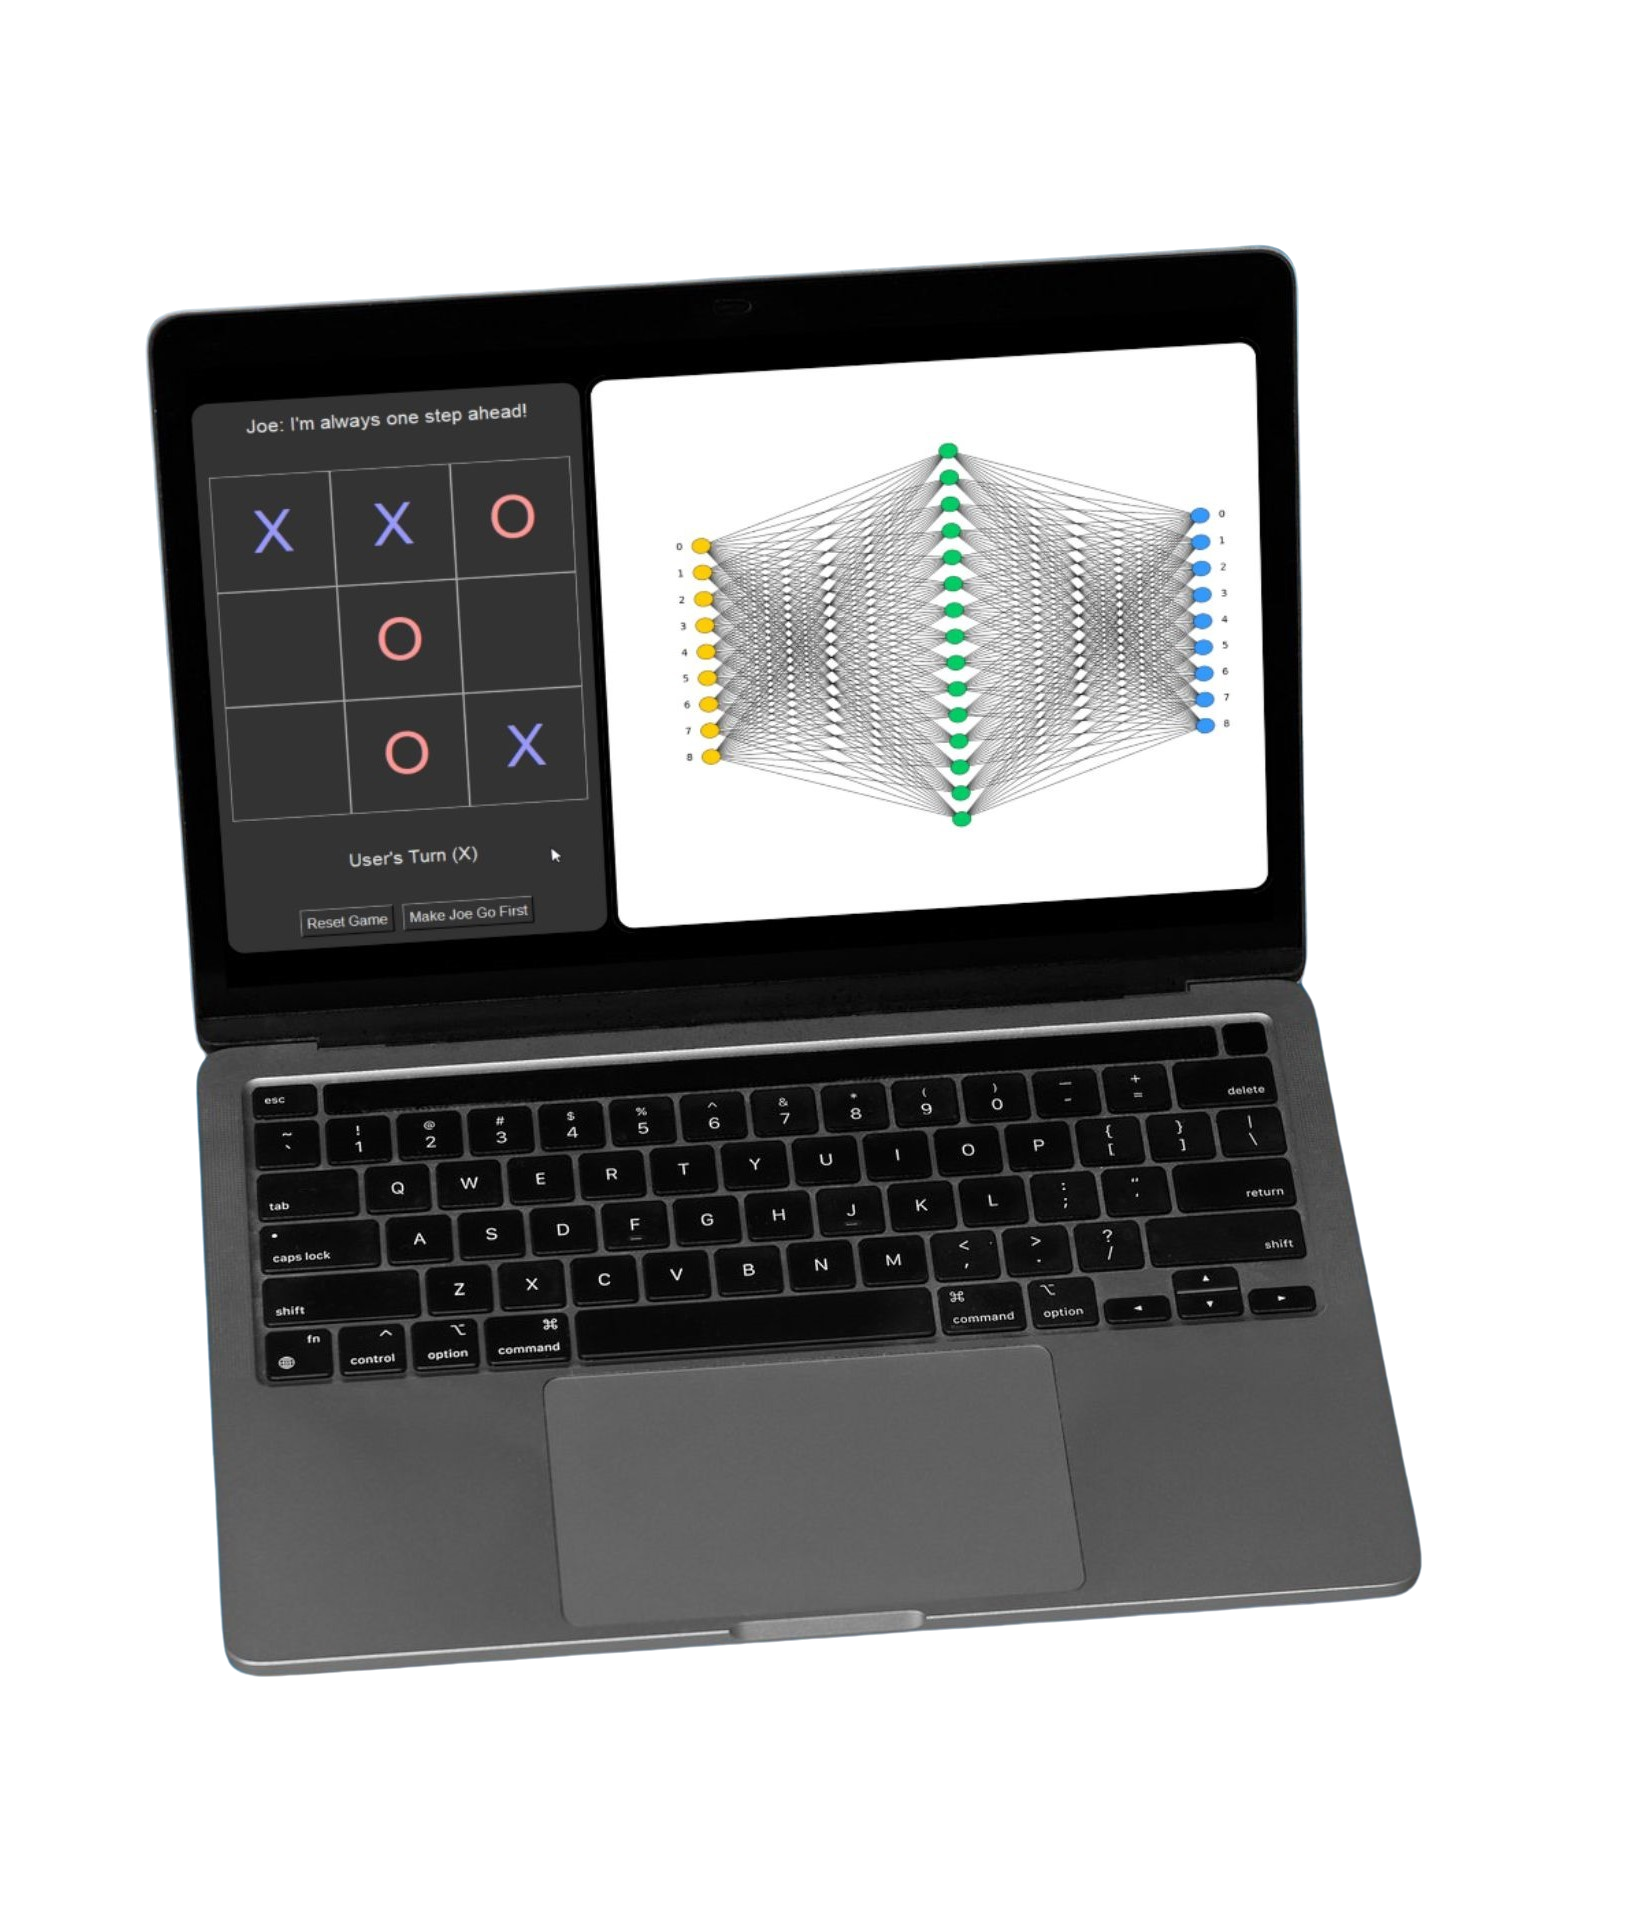 Joe: I'm always one step ahead!
X X O
O
O X
User's Turn (X)
Reset Game Make Joe Go First
0 0
1 1
2 2
3 3
4 4
5 5
6 6
7 7
8 8
esc
~ ` ! 1 @ 2 # 3 $ 4 % 5 ^ 6 & 7 * 8 ( 9 ) 0 — - + = delete
tab Q W E R T Y U I O P { [ } ] | \
caps lock A S D F G H J K L : ; “ ‘ return
shift Z X C V B N M < , > . ? / shift
fn ^ control ⌥ option ⌘ command ⌘ command ⌥ option ◄ ▲ ▼ ►